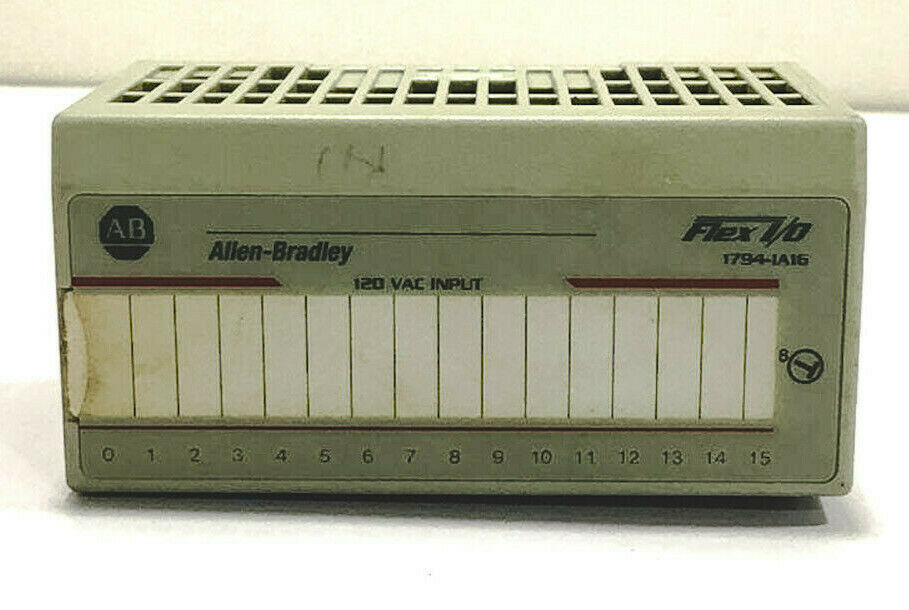 IN
AB
Allen-Bradley
Flex I/O
1794-IA16
120 VAC INPUT
8
0 1 2 3 4 5 6 7 8 9 10 11 12 13 14 15